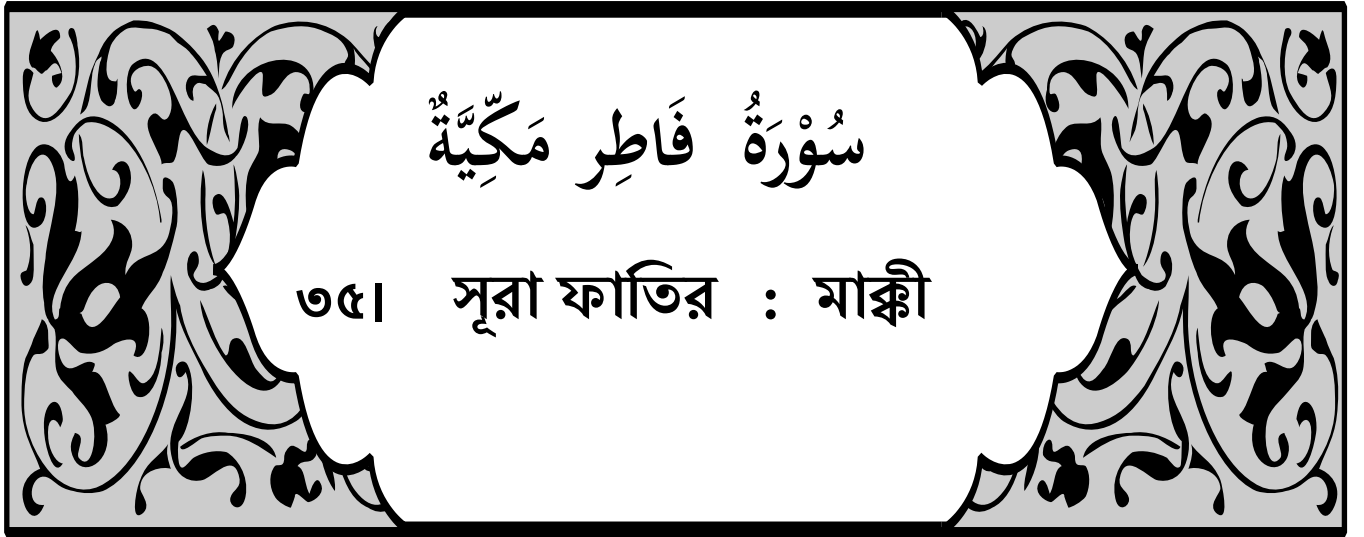 سُوْرَةُ فَاطِر مَكِّيَّةٌ
৩৫। সূরা ফাতির : মাক্কী